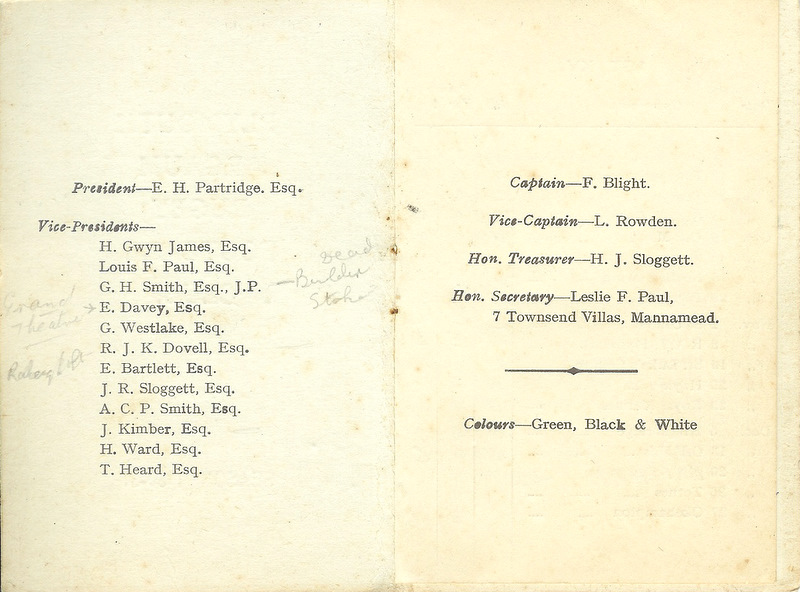 President—E. H. Partridge. Esq.
Vice-Presidents—
H. Gwyn James, Esq.
Louis F. Paul, Esq.
G. H. Smith, Esq., J.P.
E. Davey, Esq.
G. Westlake, Esq.
R. J. K. Dovell, Esq.
E. Bartlett, Esq.
J. R. Sloggett, Esq.
A. C. P. Smith, Esq.
J. Kimber, Esq.
H. Ward, Esq.
T. Heard, Esq.
Grand
Theatre
—Builder
Captain—F. Blight.
Vice-Captain—L. Rowden.
Hon. Treasurer—H. J. Sloggett.
Hon. Secretary—Leslie F. Paul,
7 Townsend Villas, Mannamead.
Colours—Green, Black & White